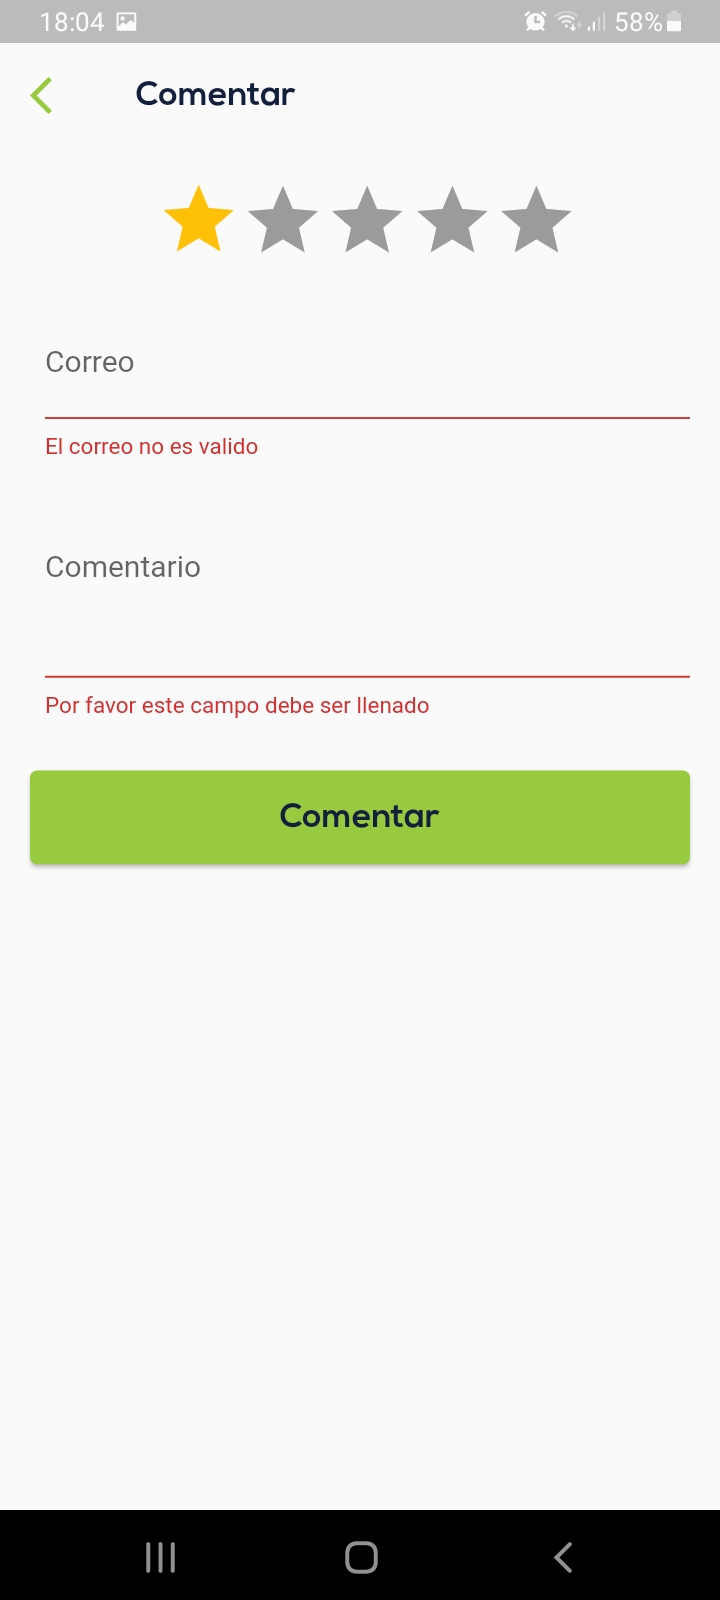 18:04 58%
Comentar
Correo
El correo no es valido
Comentario
Por favor este campo debe ser llenado
Comentar